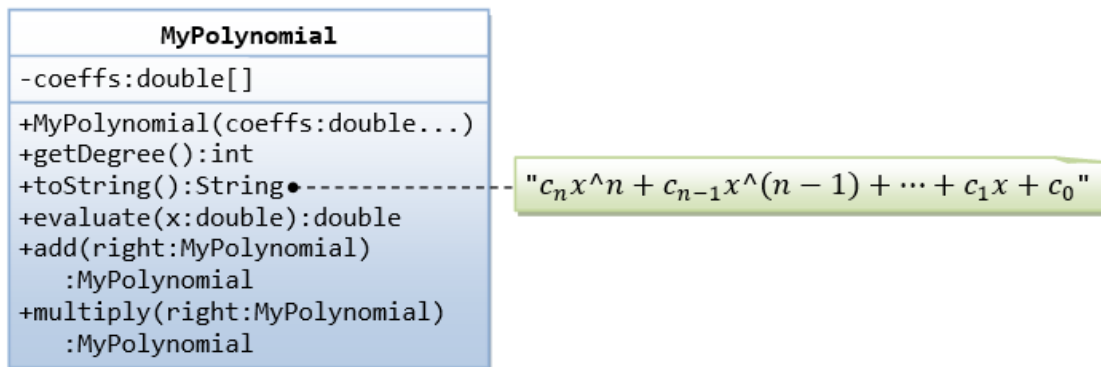 MyPolynomial
-coeffs:double[]
+MyPolynomial(coeffs:double...)
+getDegree():int
+toString():String
"cₙx^n + cₙ₋₁x^(n − 1) + ⋯ + c₁x + c₀"
+evaluate(x:double):double
+add(right:MyPolynomial)
:MyPolynomial
+multiply(right:MyPolynomial)
:MyPolynomial